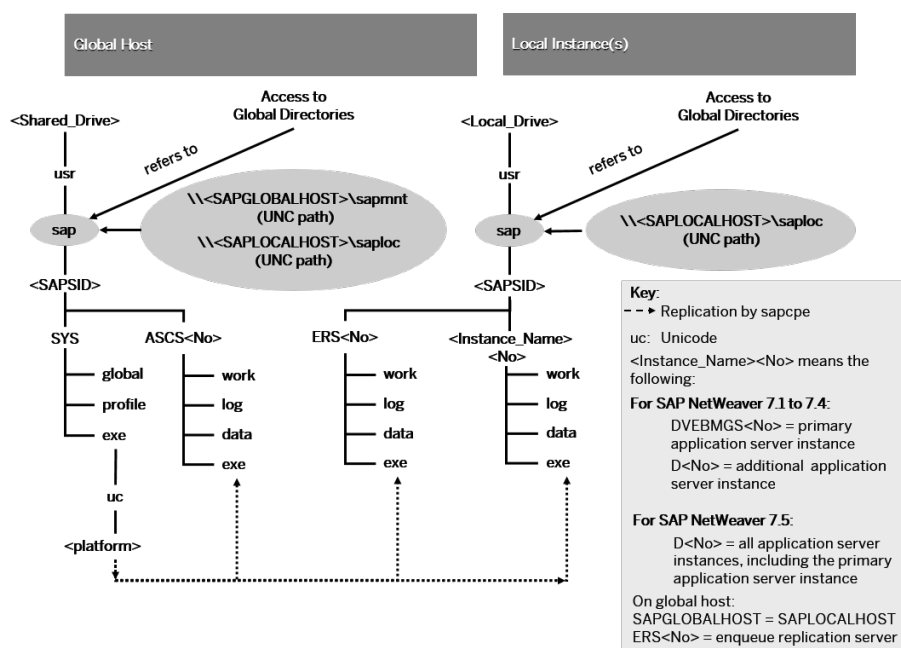 Global Host
Local Instance(s)
Access to
Global Directories
<Shared_Drive>
refers to
usr
\\<SAPGLOBALHOST>\sapmnt
(UNC path)
\\<SAPLOCALHOST>\saploc
(UNC path)
sap
<SAPSID>
SYS
ASCS<No>
global
profile
exe
work
log
data
exe
uc
<platform>
Access to
Global Directories
<Local_Drive>
refers to
usr
\\<SAPLOCALHOST>\saploc
(UNC path)
sap
<SAPSID>
ERS<No>
<Instance_Name>
<No>
work
log
data
exe
work
log
data
exe
Key:
Replication by sapcpe
uc: Unicode
<Instance_Name><No> means the
following:
For SAP NetWeaver 7.1 to 7.4:
DVEBMGS<No> = primary
application server instance
D<No> = additional application
server instance
For SAP NetWeaver 7.5:
D<No> = all application server
instances, including the primary
application server instance
On global host:
SAPGLOBALHOST = SAPLOCALHOST
ERS<No> = enqueue replication server